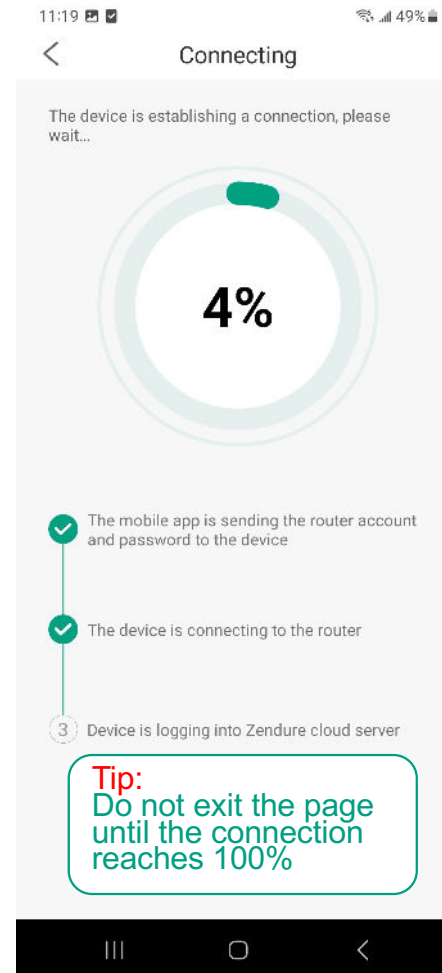 11:19 49%
Connecting
The device is establishing a connection, please
wait...
4%
The mobile app is sending the router account
and password to the device
The device is connecting to the router
3 Device is logging into Zendure cloud server
Tip:
Do not exit the page
until the connection
reaches 100%